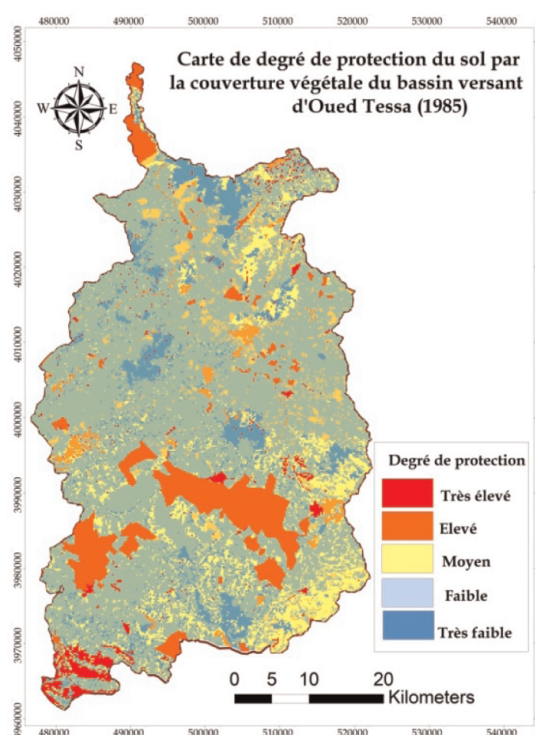 480000 490000 500000 510000 520000 530000 540000
Carte de degré de protection du sol par
la couverture végétale du bassin versant
d'Oued Tessa (1985)
N
W E
S
4050000
4040000
4030000
4020000
4010000
4000000
3990000
3980000
3970000
3960000
Degré de protection
Très élevé
Elevé
Moyen
Faible
Très faible
0 5 10 20
Kilometers
480000 490000 500000 510000 520000 530000 540000